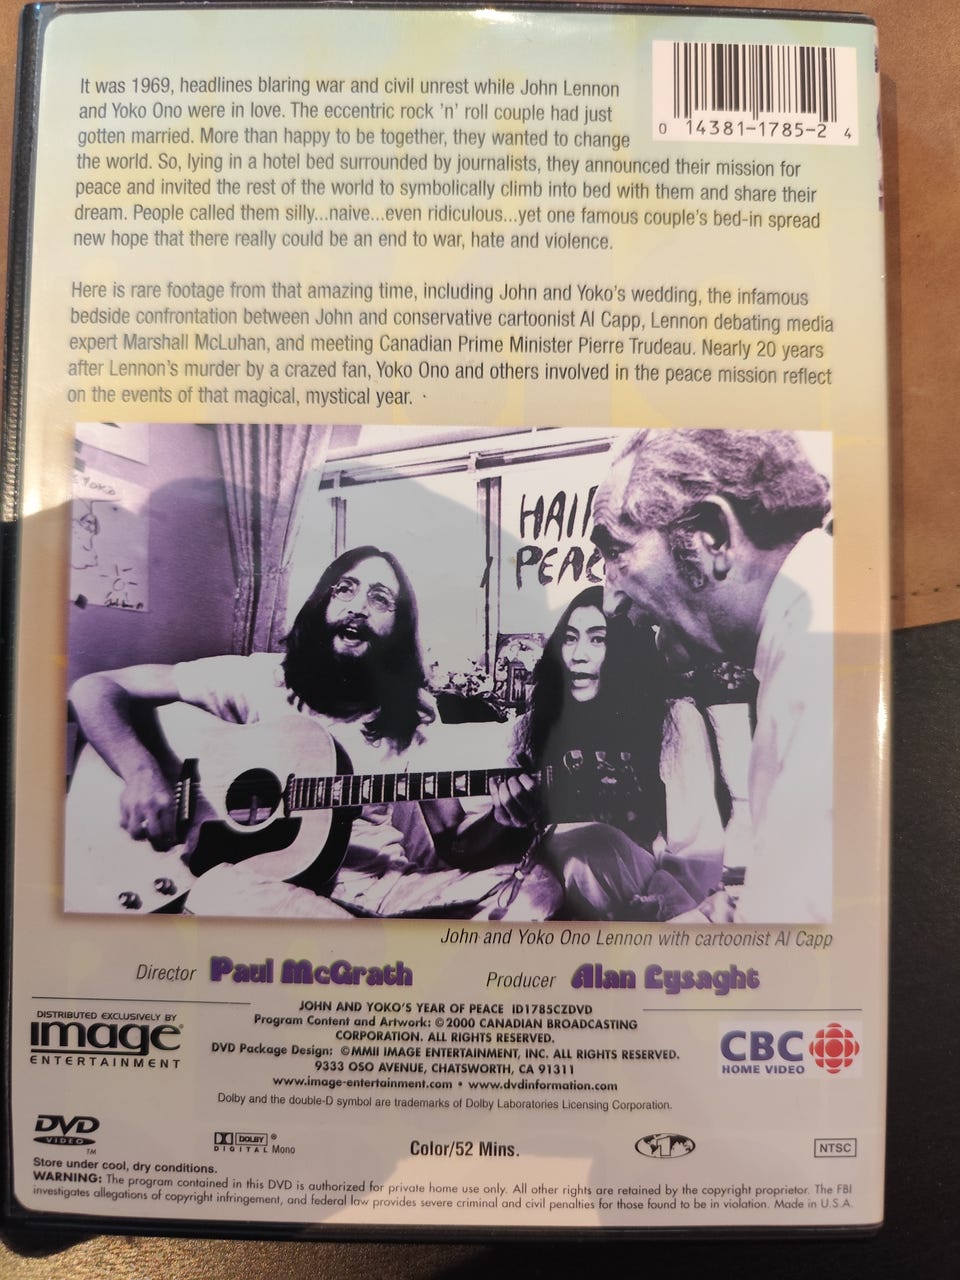 It was 1969, headlines blaring war and civil unrest while John Lennon
and Yoko Ono were in love. The eccentric rock 'n' roll couple had just
gotten married. More than happy to be together, they wanted to change
the world. So, lying in a hotel bed surrounded by journalists, they announced their mission for
peace and invited the rest of the world to symbolically climb into bed with them and share their
dream. People called them silly...naive...even ridiculous...yet one famous couple's bed-in spread
new hope that there really could be an end to war, hate and violence.
0 14381-1785-2 4
Here is rare footage from that amazing time, including John and Yoko's wedding, the infamous
bedside confrontation between John and conservative cartoonist Al Capp, Lennon debating media
expert Marshall McLuhan, and meeting Canadian Prime Minister Pierre Trudeau. Nearly 20 years
after Lennon's murder by a crazed fan, Yoko Ono and others involved in the peace mission reflect
on the events of that magical, mystical year.
HAI
PEAC
John and Yoko Ono Lennon with cartoonist Al Capp
Director Paul McGrath
Producer Alan Lysaght
DISTRIBUTED EXCLUSIVELY BY
image
ENTERTAINMENT
JOHN AND YOKO'S YEAR OF PEACE ID1785CZDVD
Program Content and Artwork: ©2000 CANADIAN BROADCASTING
CORPORATION. ALL RIGHTS RESERVED.
DVD Package Design: ©MMII IMAGE ENTERTAINMENT, INC. ALL RIGHTS RESERVED.
9333 OSO AVENUE, CHATSWORTH, CA 91311
www.image-entertainment.com • www.dvdinformation.com
Dolby and the double-D symbol are trademarks of Dolby Laboratories Licensing Corporation.
CBC
HOME VIDEO
DVD
VIDEO
TM
DOLBY ®
DIGITAL Mono
Color/52 Mins.
1
NTSC
Store under cool, dry conditions.
WARNING: The program contained in this DVD is authorized for private home use only. All other rights are retained by the copyright proprietor. The FBI
investigates allegations of copyright infringement, and federal law provides severe criminal and civil penalties for those found to be in violation. Made in U.S.A.